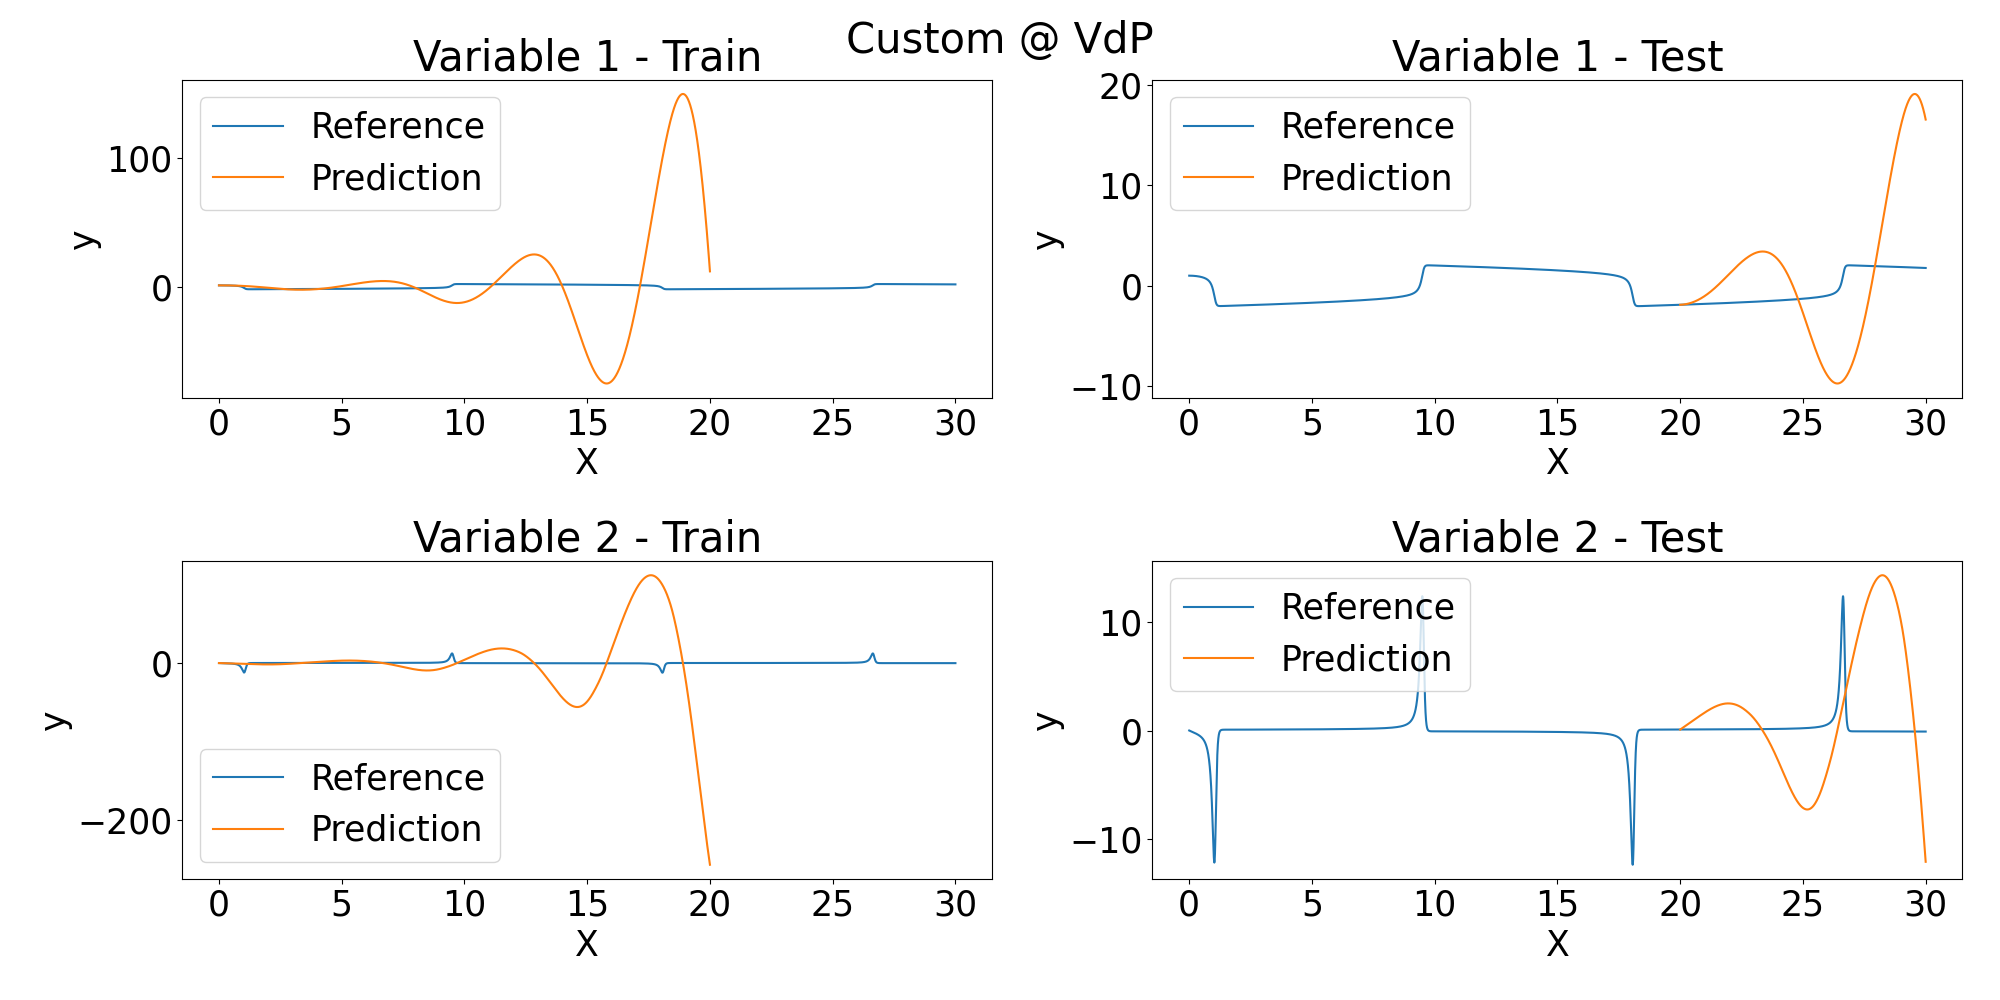 Custom @ VdP
Variable 1 - Train
Reference
Prediction
y
100
0
0 5 10 15 20 25 30
X
Variable 1 - Test
Reference
Prediction
y
20
10
0
−10
0 5 10 15 20 25 30
X
Variable 2 - Train
y
0
−200
Reference
Prediction
0 5 10 15 20 25 30
X
Variable 2 - Test
Reference
Prediction
y
10
0
−10
0 5 10 15 20 25 30
X